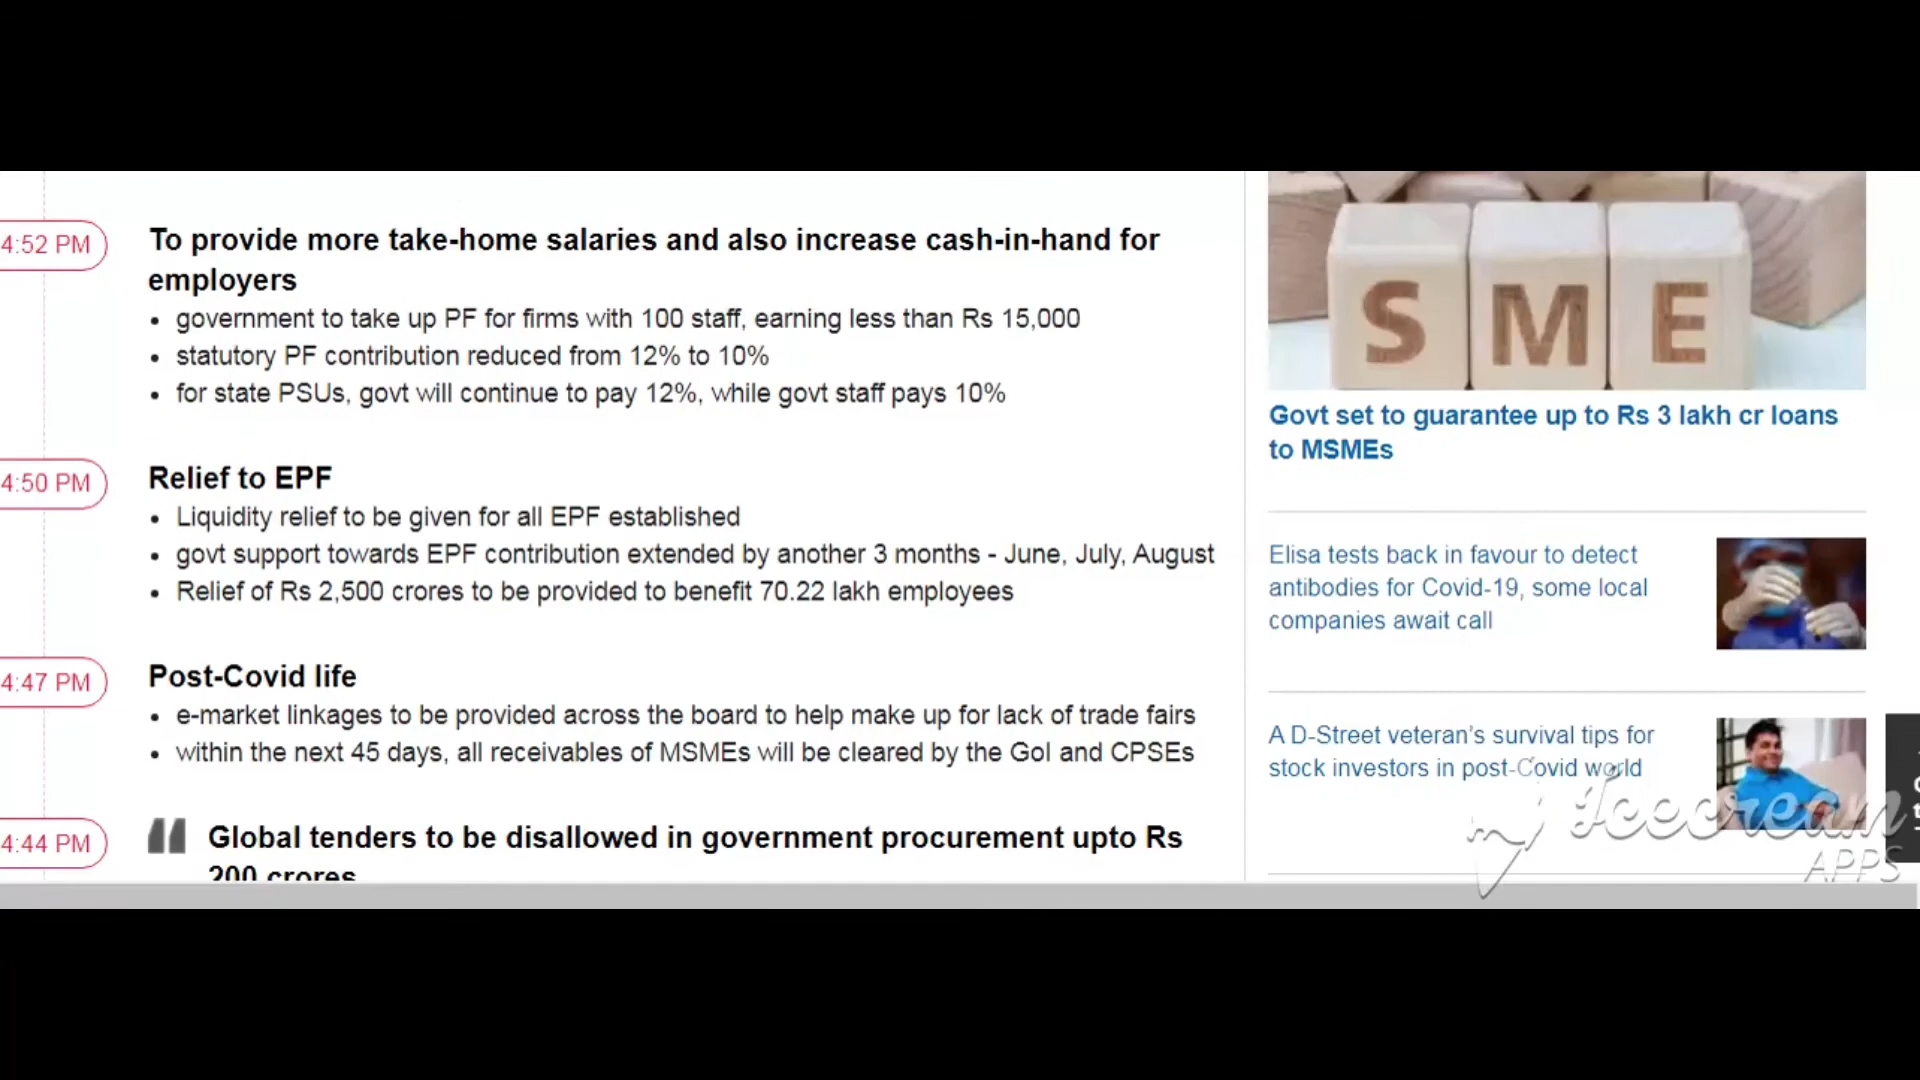 4:52 PM
To provide more take-home salaries and also increase cash-in-hand for
employers
• government to take up PF for firms with 100 staff, earning less than Rs 15,000
• statutory PF contribution reduced from 12% to 10%
• for state PSUs, govt will continue to pay 12%, while govt staff pays 10%
4:50 PM
Relief to EPF
• Liquidity relief to be given for all EPF established
• govt support towards EPF contribution extended by another 3 months - June, July, August
• Relief of Rs 2,500 crores to be provided to benefit 70.22 lakh employees
4:47 PM
Post-Covid life
• e-market linkages to be provided across the board to help make up for lack of trade fairs
• within the next 45 days, all receivables of MSMEs will be cleared by the GoI and CPSEs
4:44 PM
Global tenders to be disallowed in government procurement upto Rs
200 crores
SME
Govt set to guarantee up to Rs 3 lakh cr loans
to MSMEs
Elisa tests back in favour to detect
antibodies for Covid-19, some local
companies await call
A D-Street veteran's survival tips for
stock investors in post-Covid world
Icecream
APPS